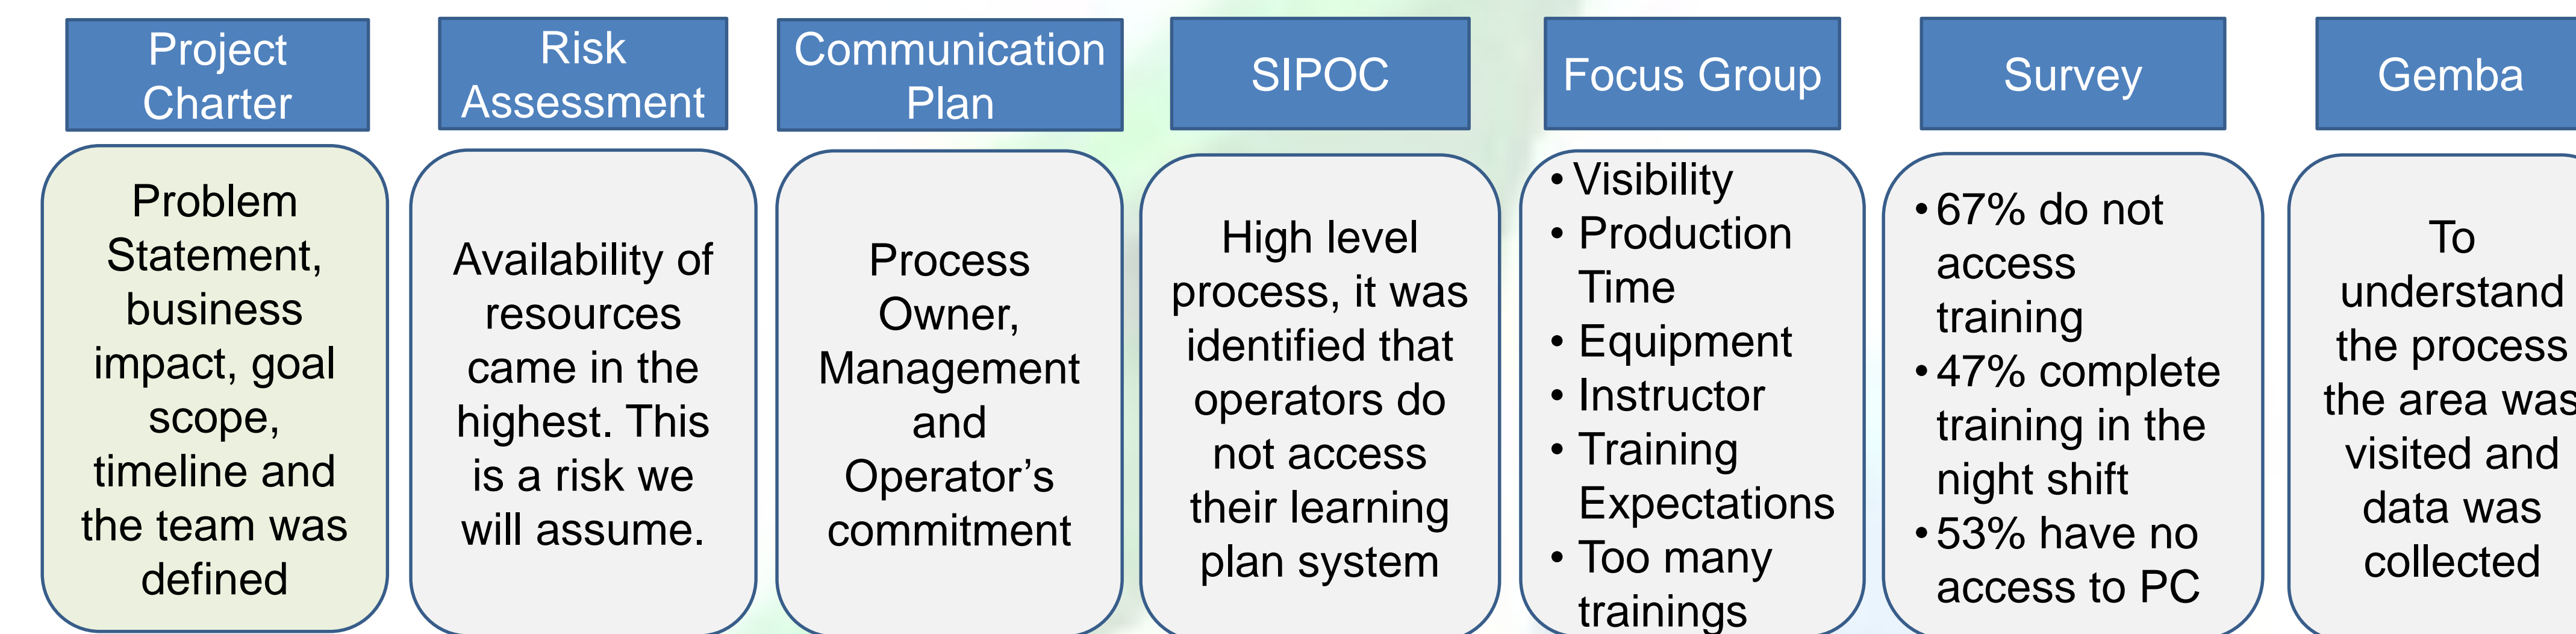 Project
Charter
Problem
Statement,
business
impact, goal
scope,
timeline and
the team was
defined
Risk
Assessment
Availability of
resources
came in the
highest. This
is a risk we
will assume.
Communication
Plan
Process
Owner,
Management
and
Operator’s
commitment
SIPOC
High level
process, it was
identified that
operators do
not access
their learning
plan system
Focus Group
• Visibility
• Production
Time
• Equipment
• Instructor
• Training
Expectations
• Too many
trainings
Survey
• 67% do not
access
training
• 47% complete
training in the
night shift
• 53% have no
access to PC
Gemba
To
understand
the process
the area was
visited and
data was
collected